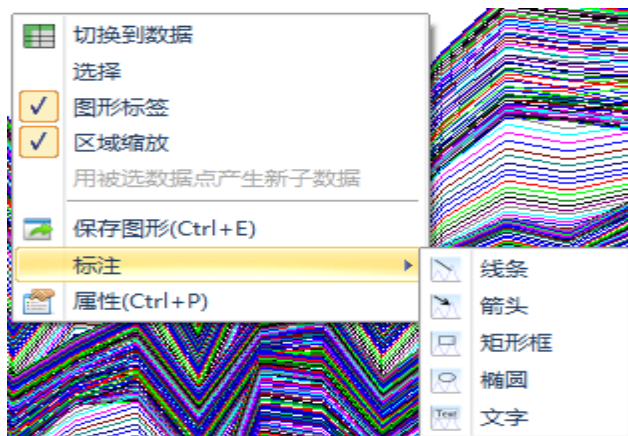 切换到数据
选择
图形标签
区域缩放
用被选数据点产生新子数据
保存图形(Ctrl+E)
标注
属性(Ctrl+P)
线条
箭头
矩形框
椭圆
Text 文字